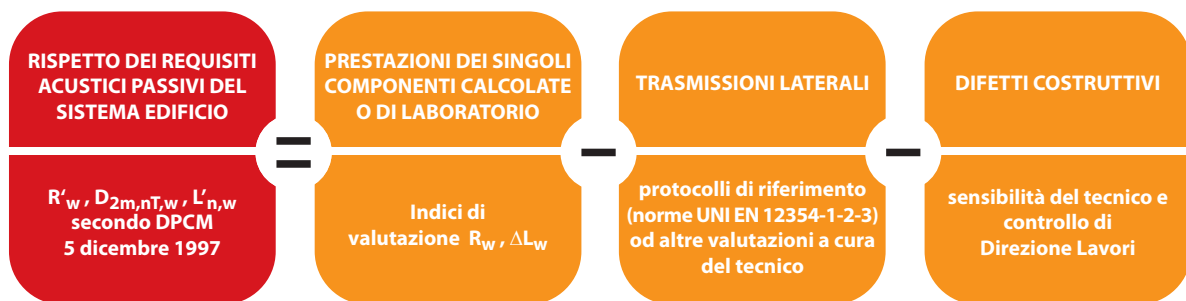 RISPETTO DEI REQUISITI
ACUSTICI PASSIVI DEL
SISTEMA EDIFICIO
R'w , D2m,nT,w , L'n,w
secondo DPCM
5 dicembre 1997
=
PRESTAZIONI DEI SINGOLI
COMPONENTI CALCOLATE
O DI LABORATORIO
Indici di
valutazione Rw , ΔLw
–
TRASMISSIONI LATERALI
protocolli di riferimento
(norme UNI EN 12354-1-2-3)
od altre valutazioni a cura
del tecnico
–
DIFETTI COSTRUTTIVI
sensibilità del tecnico e
controllo di
Direzione Lavori